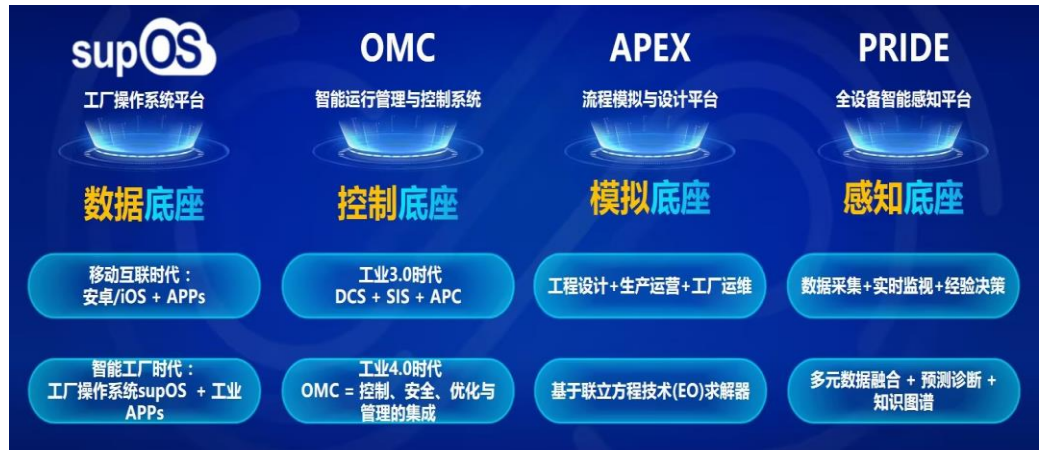 supOS
工厂操作系统平台
数据底座
移动互联时代：
安卓/iOS + APPs
智能工厂时代：
工厂操作系统supOS + 工业
APPs
OMC
智能运行管理与控制系统
控制底座
工业3.0时代
DCS + SIS + APC
工业4.0时代
OMC = 控制、安全、优化与
管理的集成
APEX
流程模拟与设计平台
模拟底座
工程设计+生产运营+工厂运维
基于联立方程技术(EO)求解器
PRIDE
全设备智能感知平台
感知底座
数据采集+实时监视+经验决策
多元数据融合 + 预测诊断 +
知识图谱